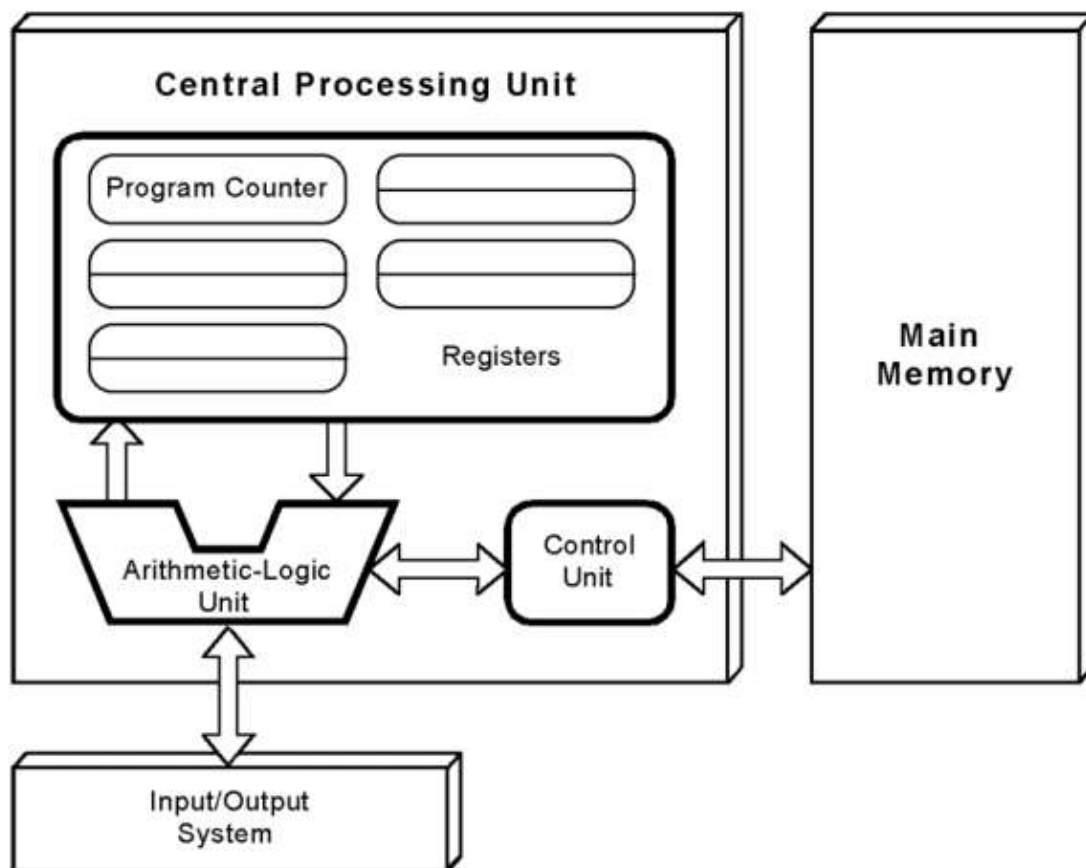 Central Processing Unit
Program Counter
Registers
Main
Memory
Arithmetic-Logic
Unit
Control
Unit
Input/Output
System